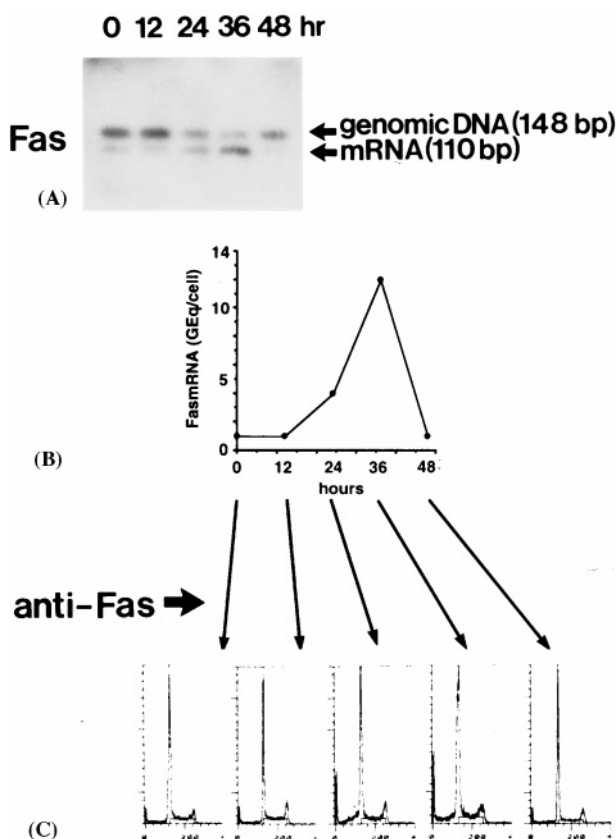 0 12 24 36 48 hr
Fas
genomic DNA (148 bp)
mRNA (110 bp)
(A)
14
10
5
0
FasmRNA (GEq/cell)
0 12 24 36 48
hours
(B)
anti-Fas
(C)